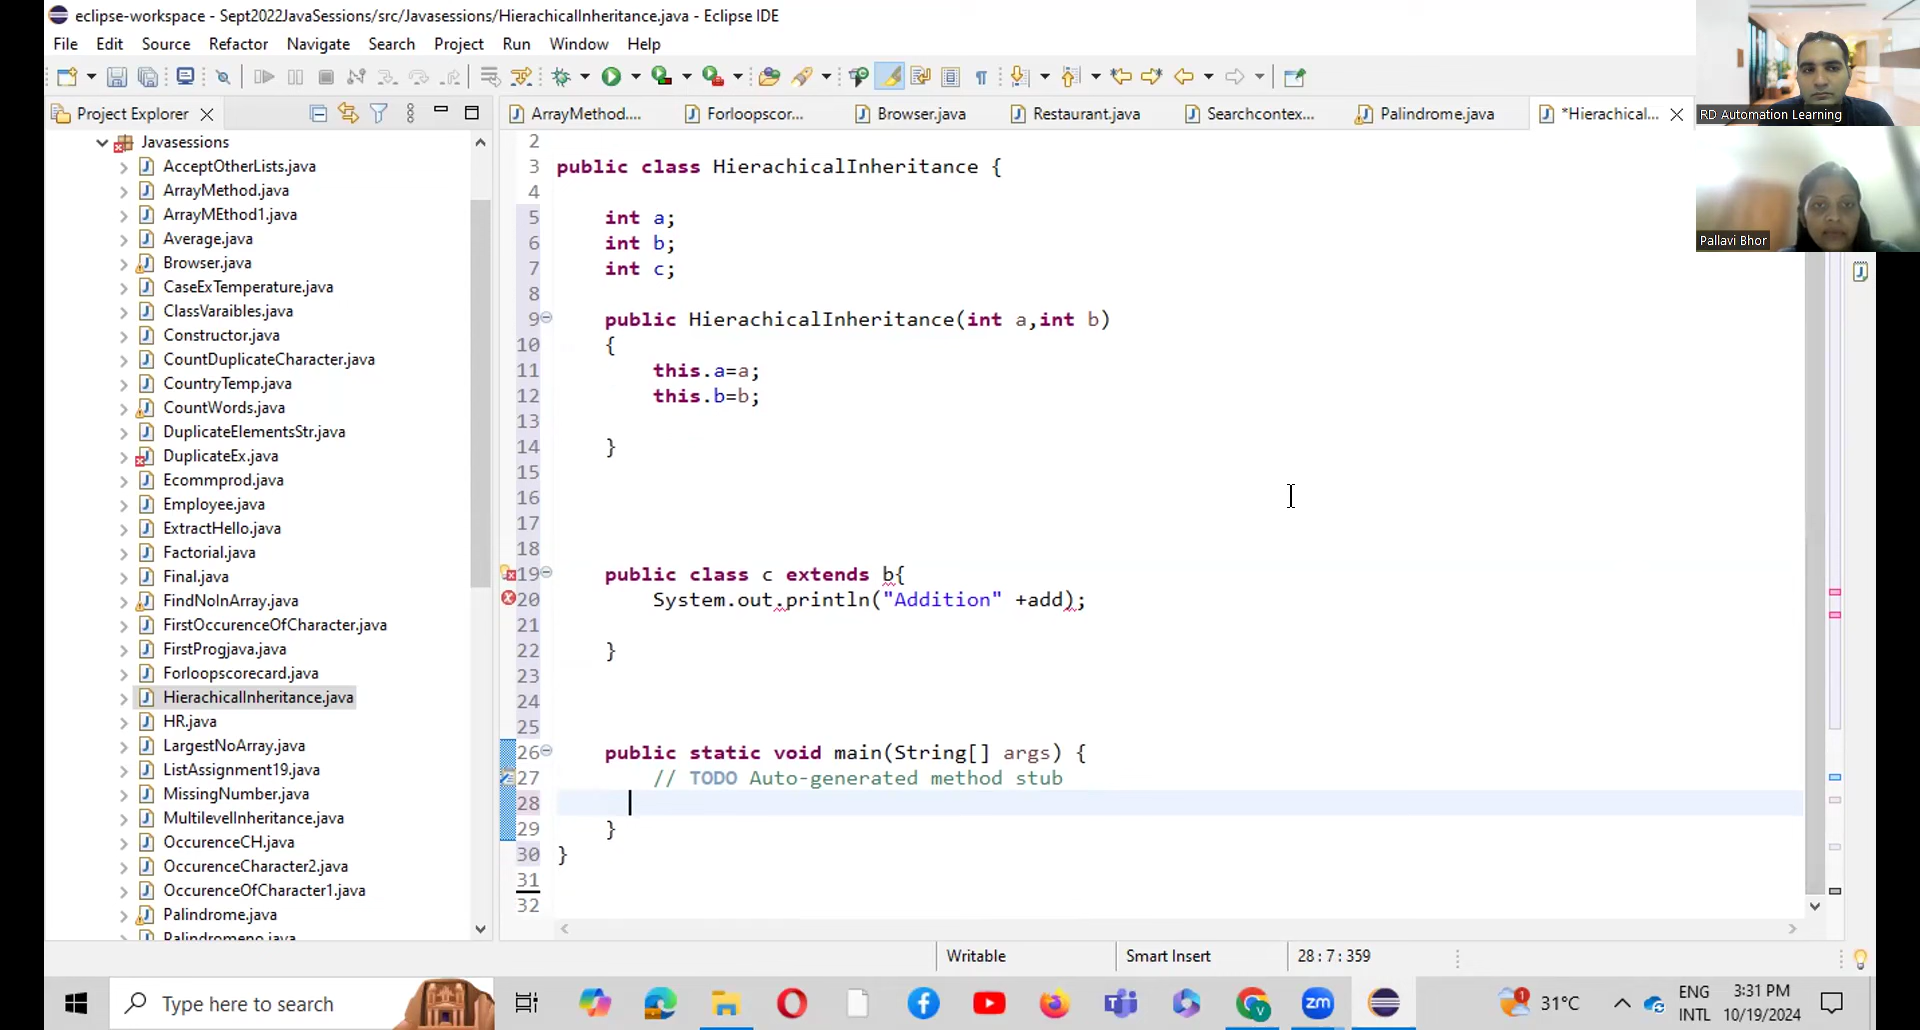 eclipse-workspace - Sept2022JavaSessions/src/Javasessions/HierachicalInheritance.java - Eclipse IDE
File Edit Source Refactor Navigate Search Project Run Window Help
Project Explorer
ArrayMethod.... Forloopscor... Browser.java Restaurant.java Searchcontex... Palindrome.java *Hierachical...
RD Automation Learning
Pallavi Bhor
Javasessions
AcceptOtherLists.java
ArrayMethod.java
ArrayMEthod1.java
Average.java
Browser.java
CaseExTemperature.java
ClassVaraibles.java
Constructor.java
CountDuplicateCharacter.java
CountryTemp.java
CountWords.java
DuplicateElementsStr.java
DuplicateEx.java
Ecommprod.java
Employee.java
ExtractHello.java
Factorial.java
Final.java
FindNoInArray.java
FirstOccurenceOfCharacter.java
FirstProgjava.java
Forloopscorecard.java
HierachicalInheritance.java
HR.java
LargestNoArray.java
ListAssignment19.java
MissingNumber.java
MultilevelInheritance.java
OccurenceCH.java
OccurenceCharacter2.java
OccurenceOfCharacter1.java
Palindrome.java
Palindromeno.java
2
3 public class HierachicalInheritance {
4
5 int a;
6 int b;
7 int c;
8
9 public HierachicalInheritance(int a,int b)
10 {
11 this.a=a;
12 this.b=b;
13
14 }
15
16
17
18
19 public class c extends b{
20 System.out.println("Addition" +add);
21
22 }
23
24
25
26 public static void main(String[] args) {
27 // TODO Auto-generated method stub
28
29 }
30 }
31
32
Writable Smart Insert 28 : 7 : 359
Type here to search
zm
1 31°C
ENG
INTL
3:31 PM
10/19/2024